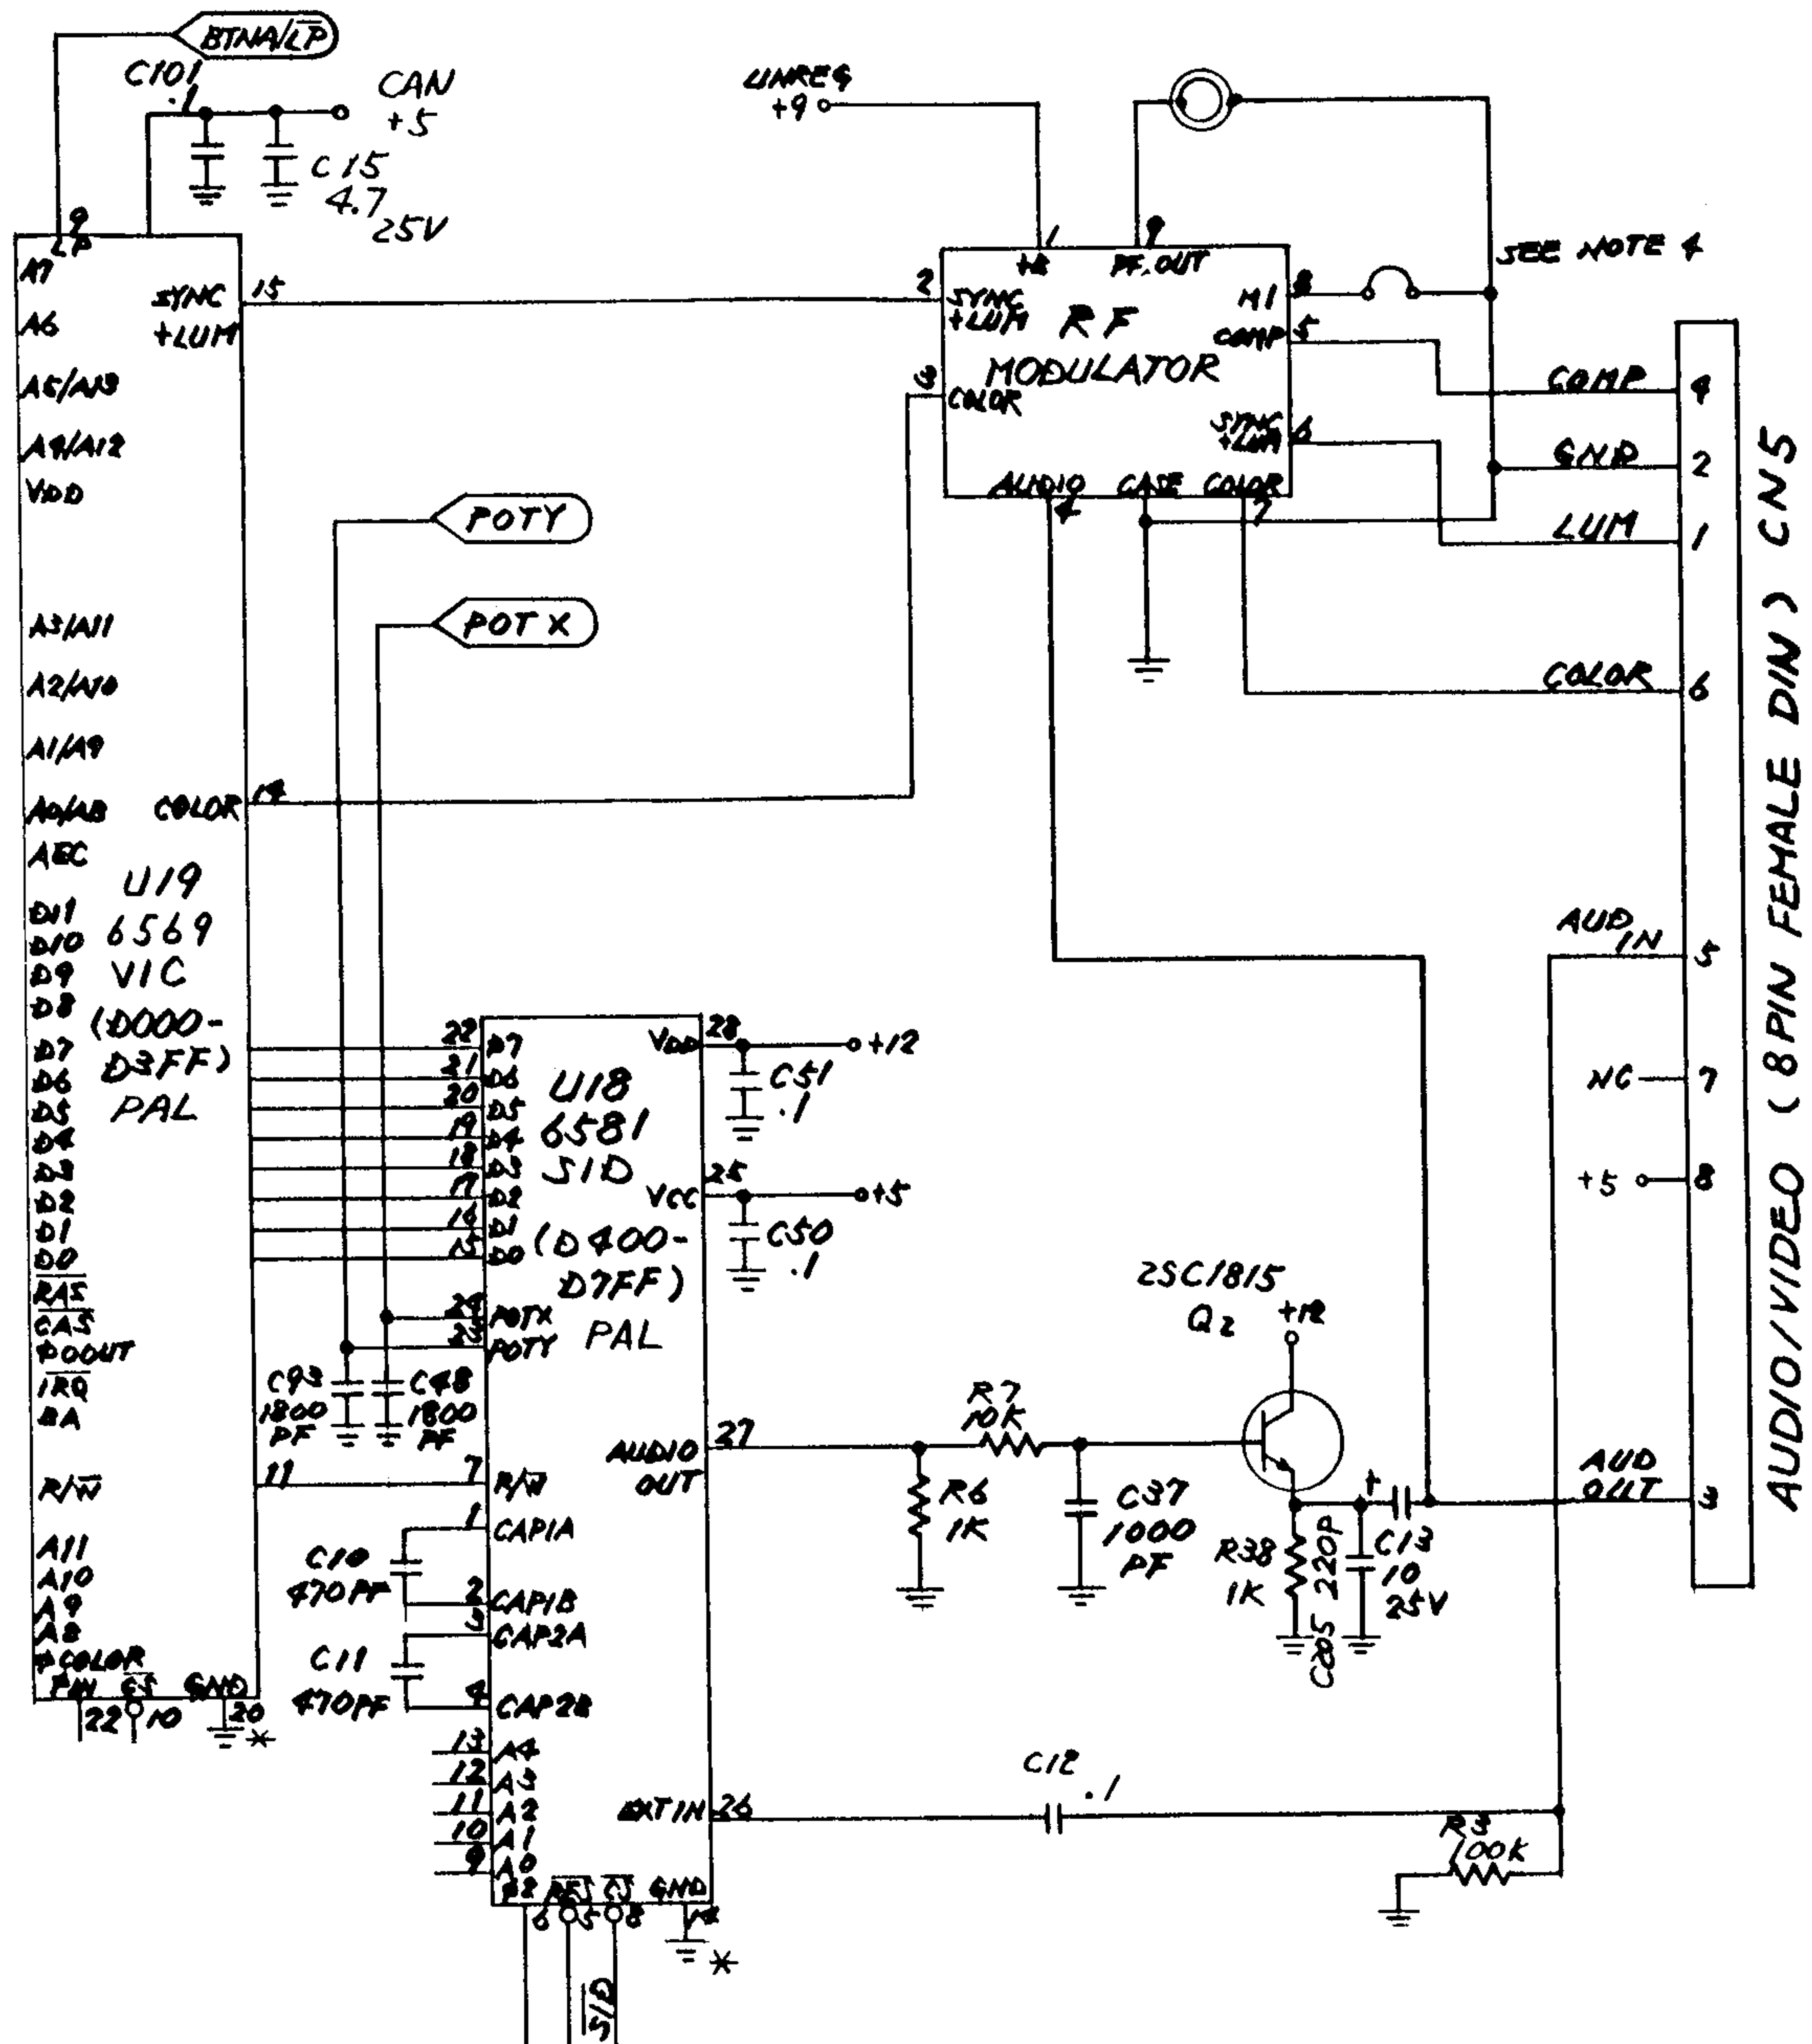 BTNA/LP
C101
.1
CAN
+5
C15
4.7
25V
UNREG
+9
9
LP
A7
A6
A5/A13
A4/A12
VDD
A3/A11
A2/A10
A1/A9
A0/A8
AEC
SYNC
+LUM
15
COLOR
14
U19
6569
VIC
(D000-
D3FF)
PAL
D11
D10
D9
D8
D7
D6
D5
D4
D3
D2
D1
D0
RAS
CAS
φ0OUT
IRQ
BA
R/W
11
A11
A10
A9
A8
φCOLOR
φIN
CS
GND
22
10
20
*
POTY
POT X
1
+B
9
RF.OUT
2
SYNC
+LUM
3
COLOR
RF
MODULATOR
M1
8
COMP
5
SYNC
+LUM
6
AUDIO
4
CASE
COLOR
7
SEE NOTE 4
COMP
4
GND
2
LUM
1
COLOR
6
AUD
IN
5
NC
7
+5
8
AUD
OUT
3
AUDIO/VIDEO (8PIN FEMALE DIN) CN5
22 D7
21 D6
20 D5
19 D4
18 D3
17 D2
16 D1
15 D0
24 POTX
23 POTY
U18
6581
SID
(D400-
D7FF)
PAL
VDD
28
+12
C51
.1
VCC
25
+5
C50
.1
C93
1800
PF
C48
1800
PF
7
R/W
1
CAP1A
C10
470PF
2
CAP1B
3
CAP2A
C11
470PF
4
CAP2B
13 A4
12 A3
11 A2
10 A1
9 A0
φ2
RES
CS
GND
6
5
8
14
*
SID
AUDIO
OUT
27
R6
1K
R7
10K
C37
1000
PF
2SC1815
Q2
+12
R38
1K
C205 220P
+
C13
10
25V
EXTIN
26
C12
.1
R3
100K